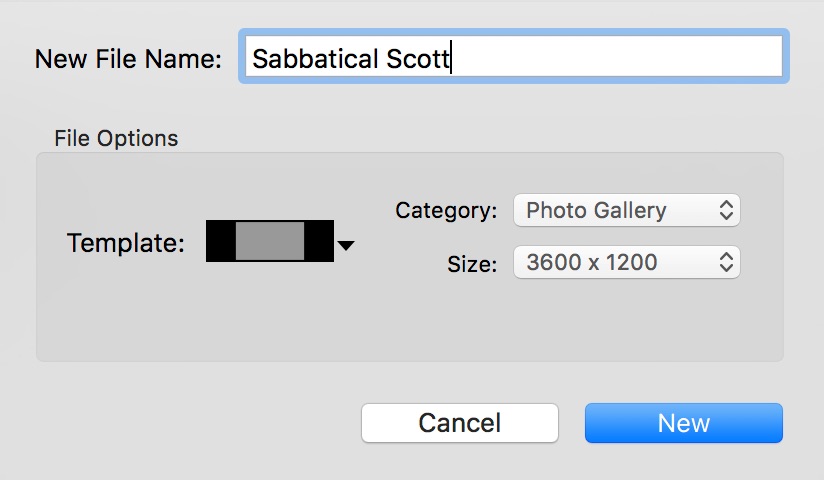 New File Name: Sabbatical Scott
File Options
Template:
Category: Photo Gallery
Size: 3600 x 1200
Cancel New